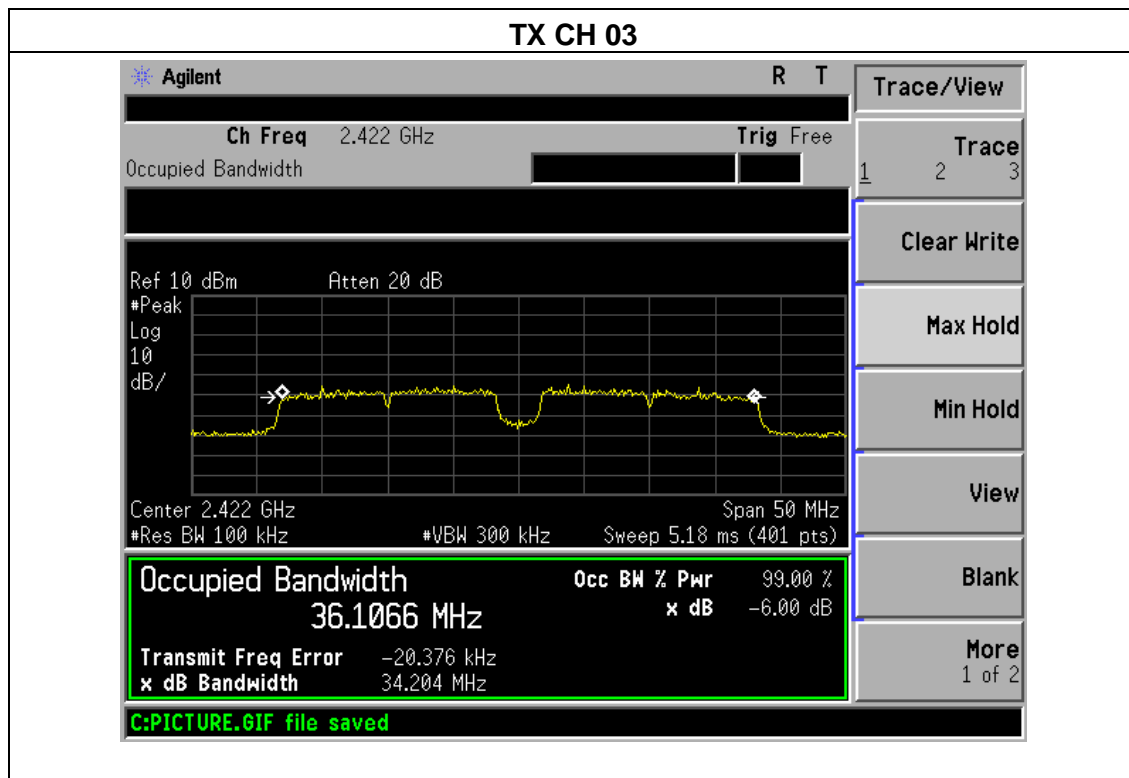 TX CH 03
Agilent R T
Trace/View
Ch Freq 2.422 GHz Trig Free
Occupied Bandwidth
Trace
1 2 3
Clear Write
Ref 10 dBm Atten 20 dB
#Peak
Log
10
dB/
Max Hold
Min Hold
View
Center 2.422 GHz Span 50 MHz
#Res BW 100 kHz #VBW 300 kHz Sweep 5.18 ms (401 pts)
Occupied Bandwidth
36.1066 MHz
Occ BW % Pwr 99.00 %
x dB -6.00 dB
Blank
Transmit Freq Error -20.376 kHz
x dB Bandwidth 34.204 MHz
More
1 of 2
C:PICTURE.GIF file saved